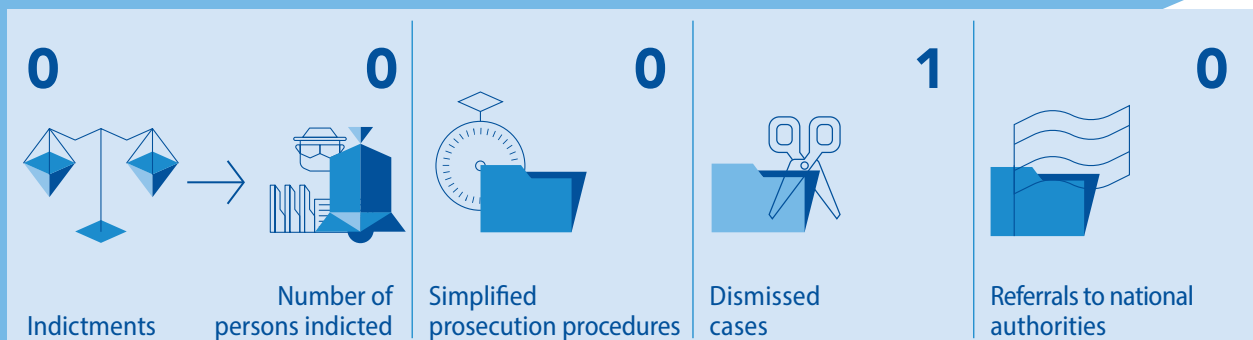 0
Indictments
0
Number of
persons indicted
0
Simplified
prosecution procedures
1
Dismissed
cases
0
Referrals to national
authorities